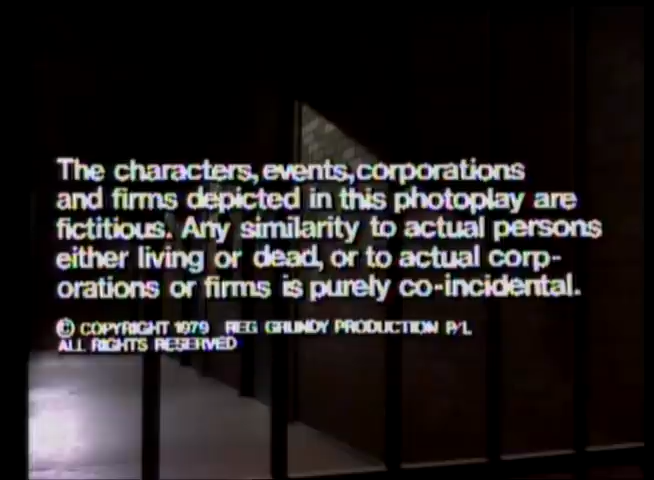 The characters, events, corporations
and firms depicted in this photoplay are
fictitious. Any similarity to actual persons
either living or dead, or to actual corp-
orations or firms is purely co-incidental.
© COPYRIGHT 1979 REG GRUNDY PRODUCTION P/L
ALL RIGHTS RESERVED